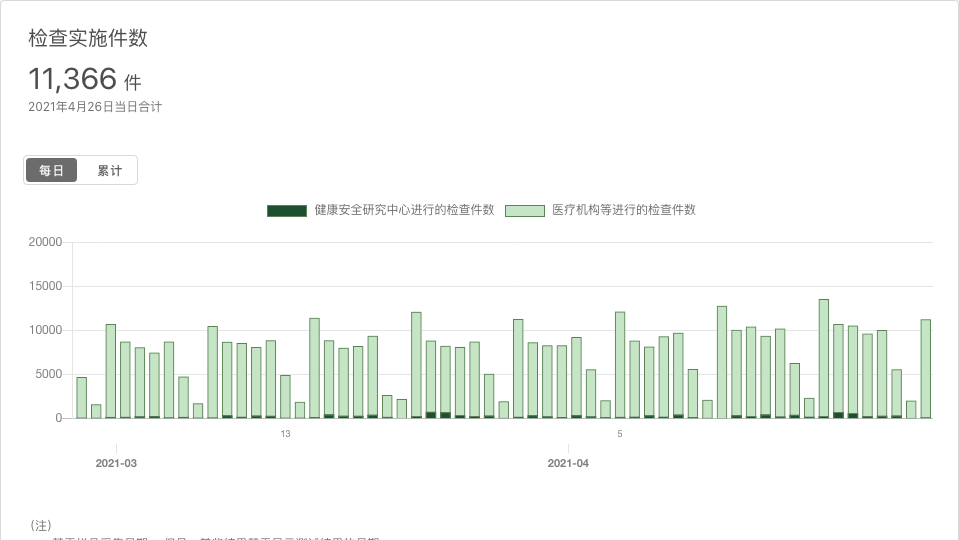 检查实施件数
11,366 件
2021年4月26日当日合计
每日 累计
健康安全研究中心进行的检查件数 医疗机构等进行的检查件数
20000
15000
10000
5000
0
13 5
2021-03 2021-04
(注)